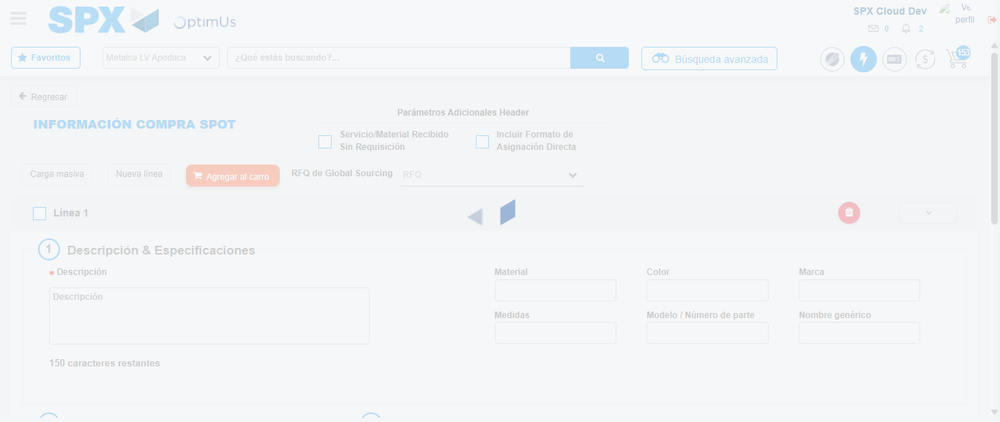 SPX
OptimUs
SPX Cloud Dev
perfil
0
2
Favoritos
Metalsa LV Apodaca
¿Qué estás buscando?...
Búsqueda avanzada
153
Regresar
INFORMACIÓN COMPRA SPOT
Parámetros Adicionales Header
Servicio/Material Recibido
Sin Requisición
Incluir Formato de
Asignación Directa
Carga masiva
Nueva línea
Agregar al carro
RFQ de Global Sourcing
RFQ
Linea 1
1
Descripción & Especificaciones
* Descripción
Descripción
150 caracteres restantes
Material
Color
Marca
Medidas
Modelo / Número de parte
Nombre genérico